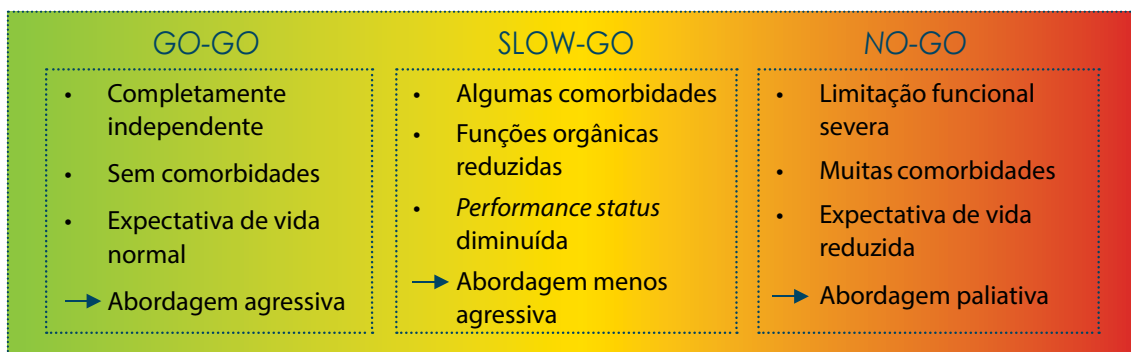 GO-GO
• Completamente
independente
• Sem comorbidades
• Expectativa de vida
normal
→ Abordagem agressiva
SLOW-GO
• Algumas comorbidades
• Funções orgânicas
reduzidas
• Performance status
diminuída
→ Abordagem menos
agressiva
NO-GO
• Limitação funcional
severa
• Muitas comorbidades
• Expectativa de vida
reduzida
→ Abordagem paliativa